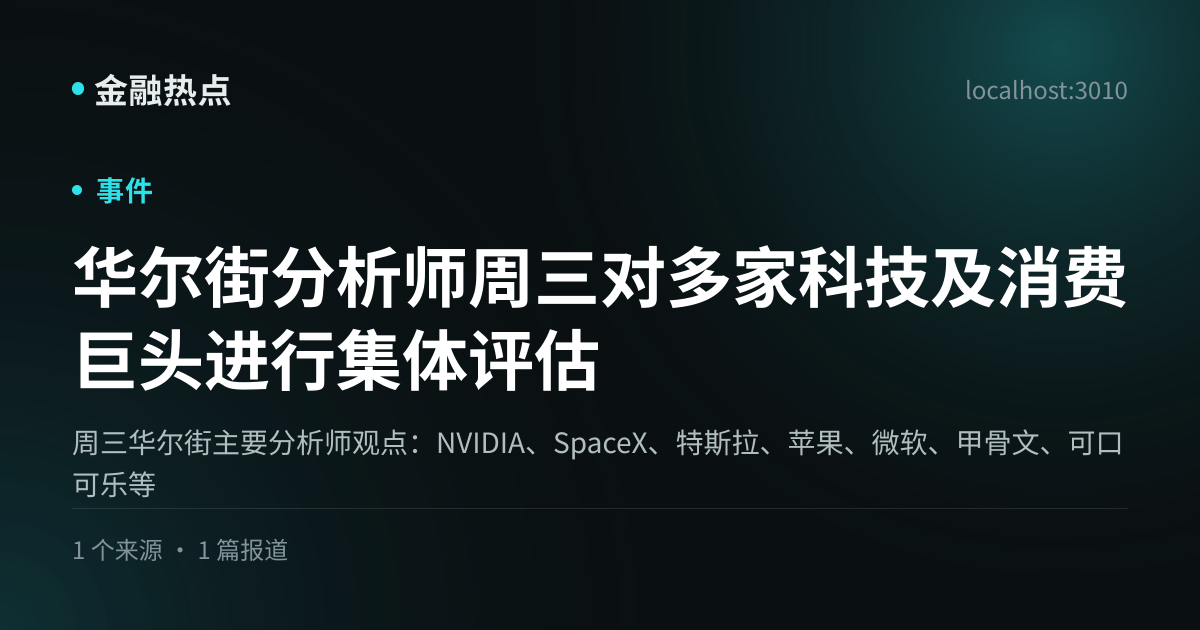 金融热点
localhost:3010
事件
华尔街分析师周三对多家科技及消费
巨头进行集体评估
周三华尔街主要分析师观点：NVIDIA、SpaceX、特斯拉、苹果、微软、甲骨文、可口
可乐等
1 个来源 · 1 篇报道